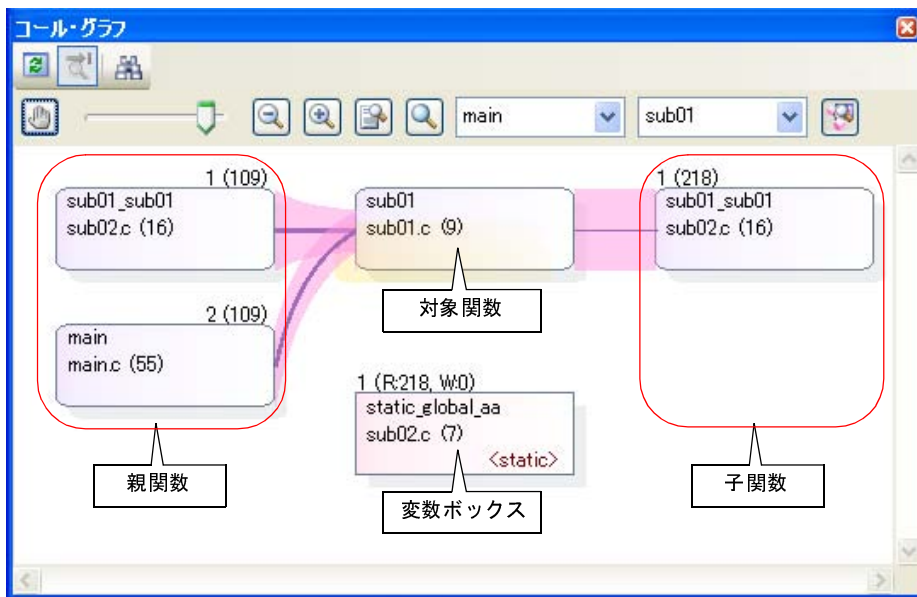 コール・グラフ
main
sub01
1 (109)
sub01_sub01
sub02.c (16)
sub01
sub01.c (9)
1 (218)
sub01_sub01
sub02.c (16)
対象関数
2 (109)
main
main.c (55)
1 (R:218, W:0)
static_global_aa
sub02.c (7)
<static>
親関数
変数ボックス
子関数